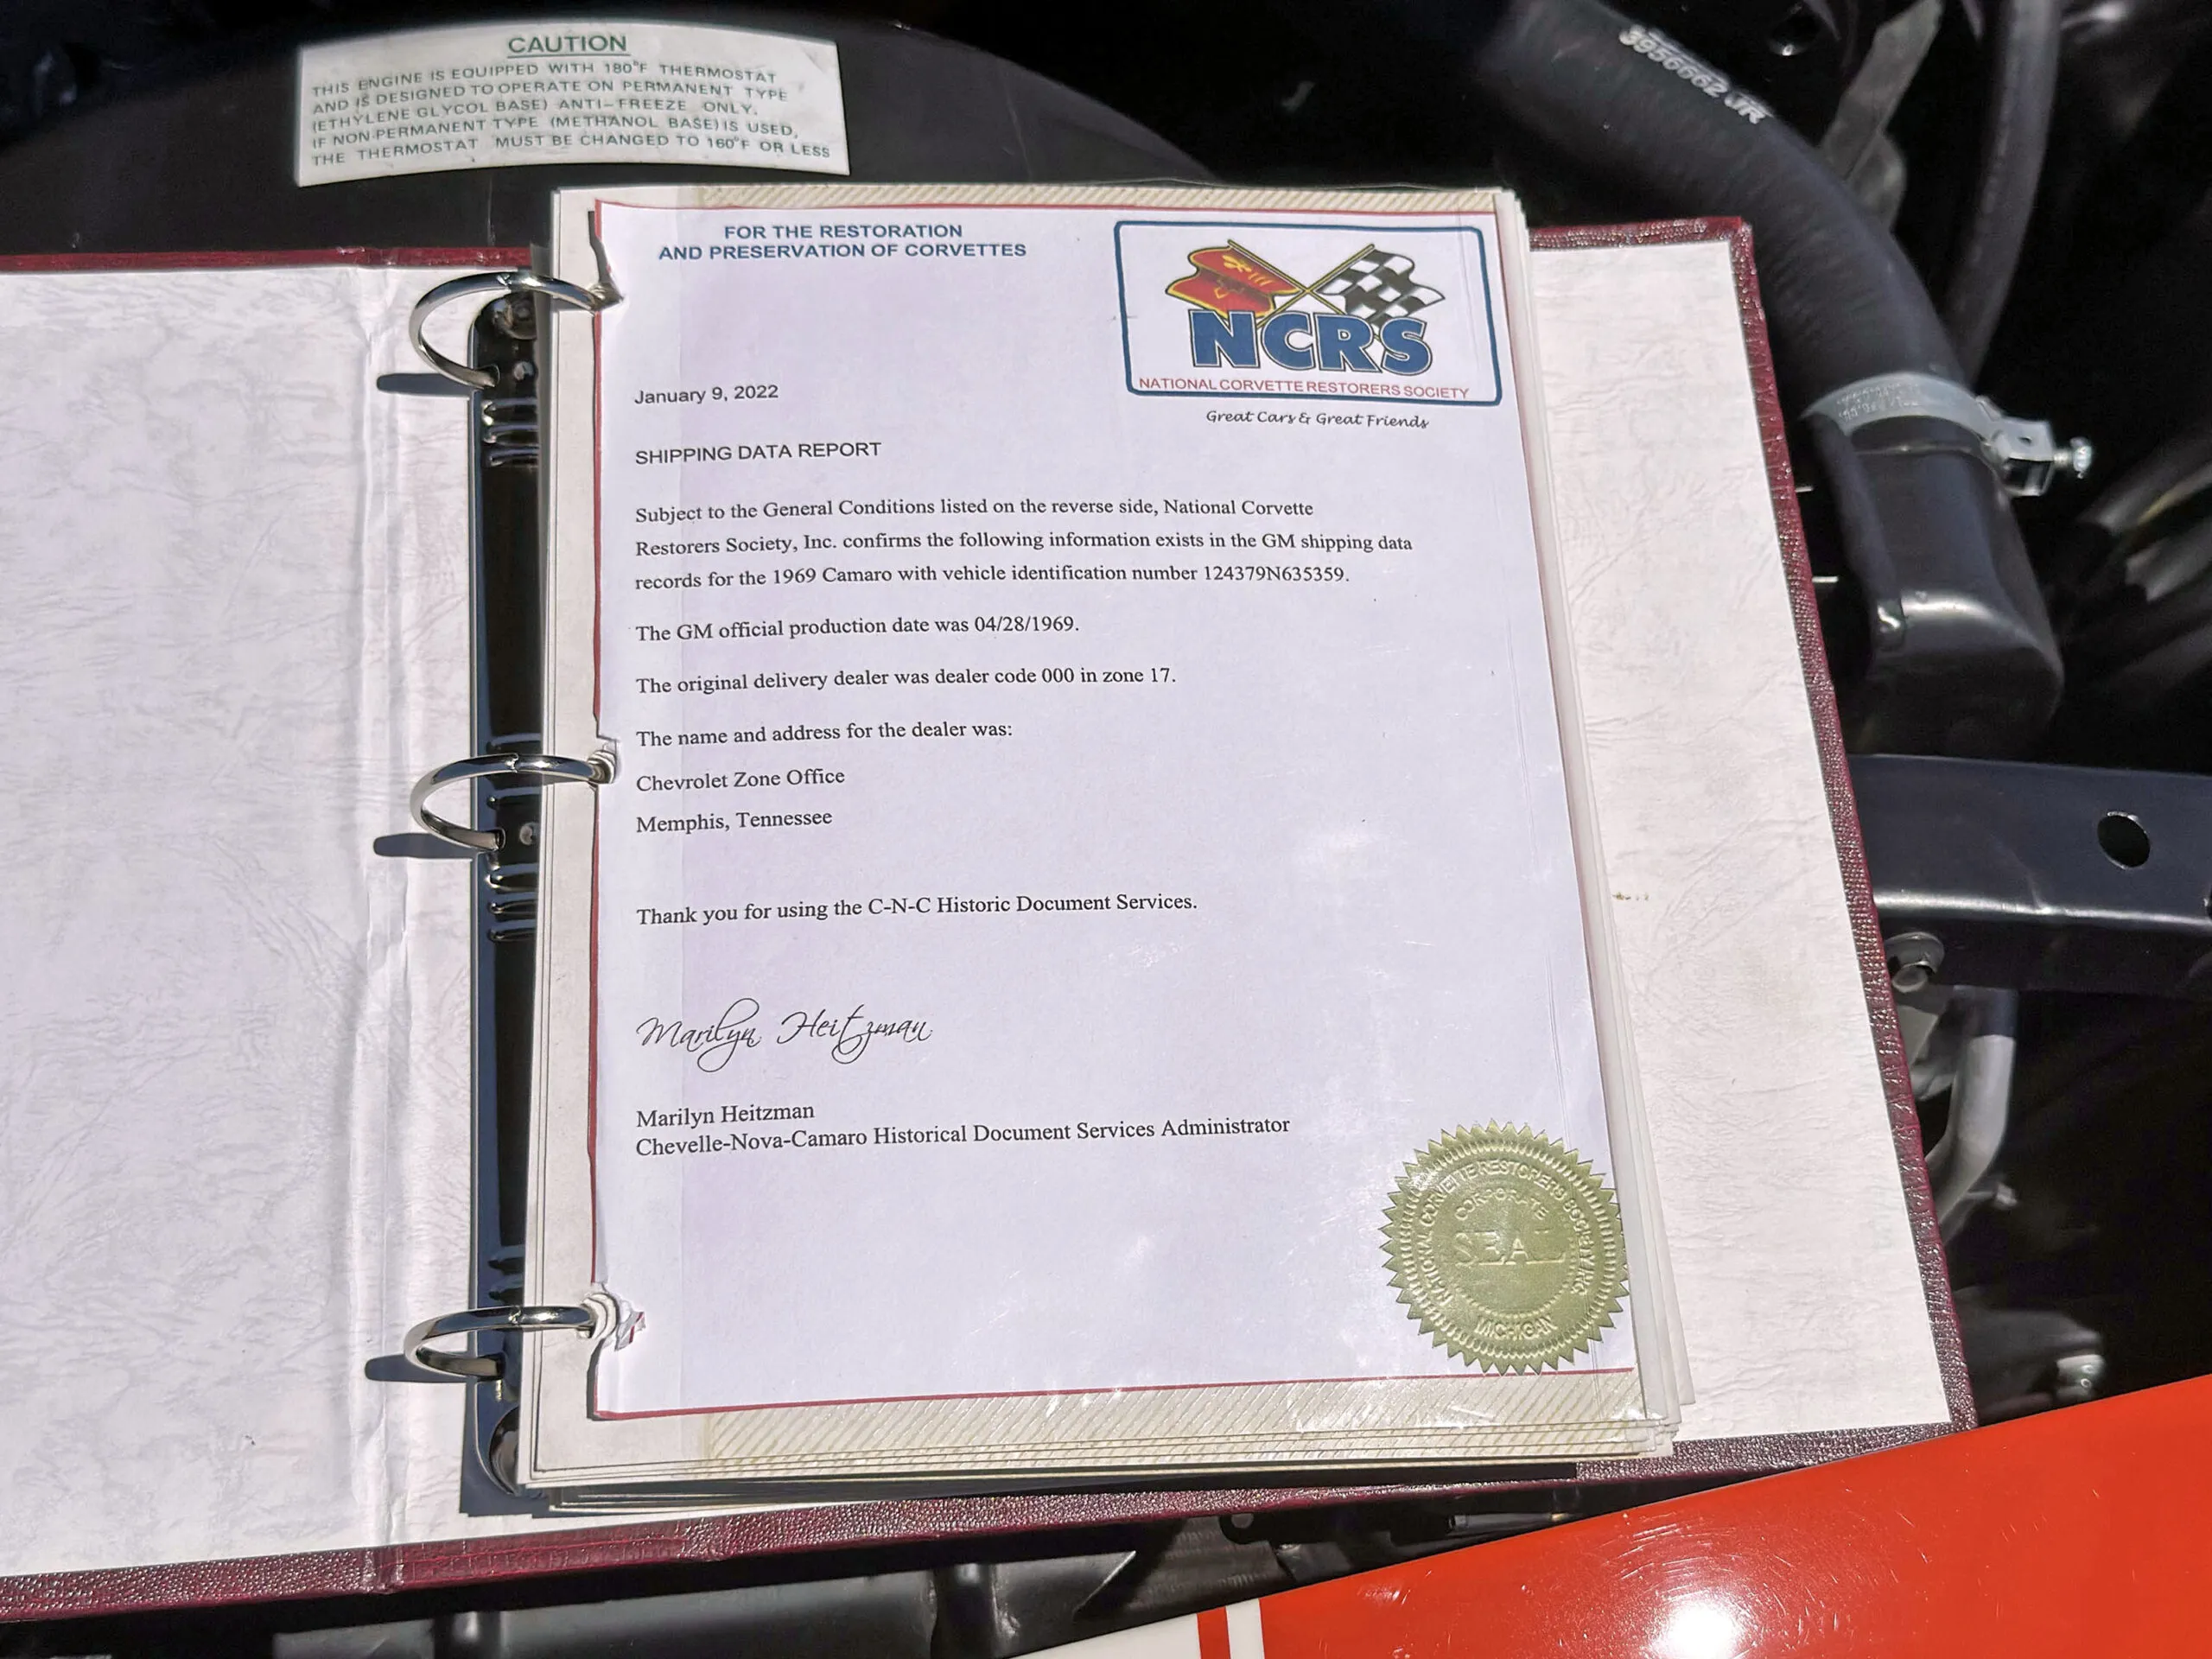 CAUTION
THIS ENGINE IS EQUIPPED WITH 180°F THERMOSTAT
AND IS DESIGNED TO OPERATE ON PERMANENT TYPE
(ETHYLENE GLYCOL BASE) ANTI-FREEZE ONLY.
IF NON-PERMANENT TYPE (METHANOL BASE) IS USED,
THE THERMOSTAT MUST BE CHANGED TO 160°F OR LESS
3956662 JR
FOR THE RESTORATION
AND PRESERVATION OF CORVETTES
NCRS
NATIONAL CORVETTE RESTORERS SOCIETY
Great Cars & Great Friends
January 9, 2022
SHIPPING DATA REPORT
Subject to the General Conditions listed on the reverse side, National Corvette
Restorers Society, Inc. confirms the following information exists in the GM shipping data
records for the 1969 Camaro with vehicle identification number 124379N635359.
The GM official production date was 04/28/1969.
The original delivery dealer was dealer code 000 in zone 17.
The name and address for the dealer was:
Chevrolet Zone Office
Memphis, Tennessee
Thank you for using the C-N-C Historic Document Services.
Marilyn Heitzman
Marilyn Heitzman
Chevelle-Nova-Camaro Historical Document Services Administrator
NATIONAL CORVETTE RESTORERS SOCIETY INC.
CORPORATE
SEAL
MICHIGAN